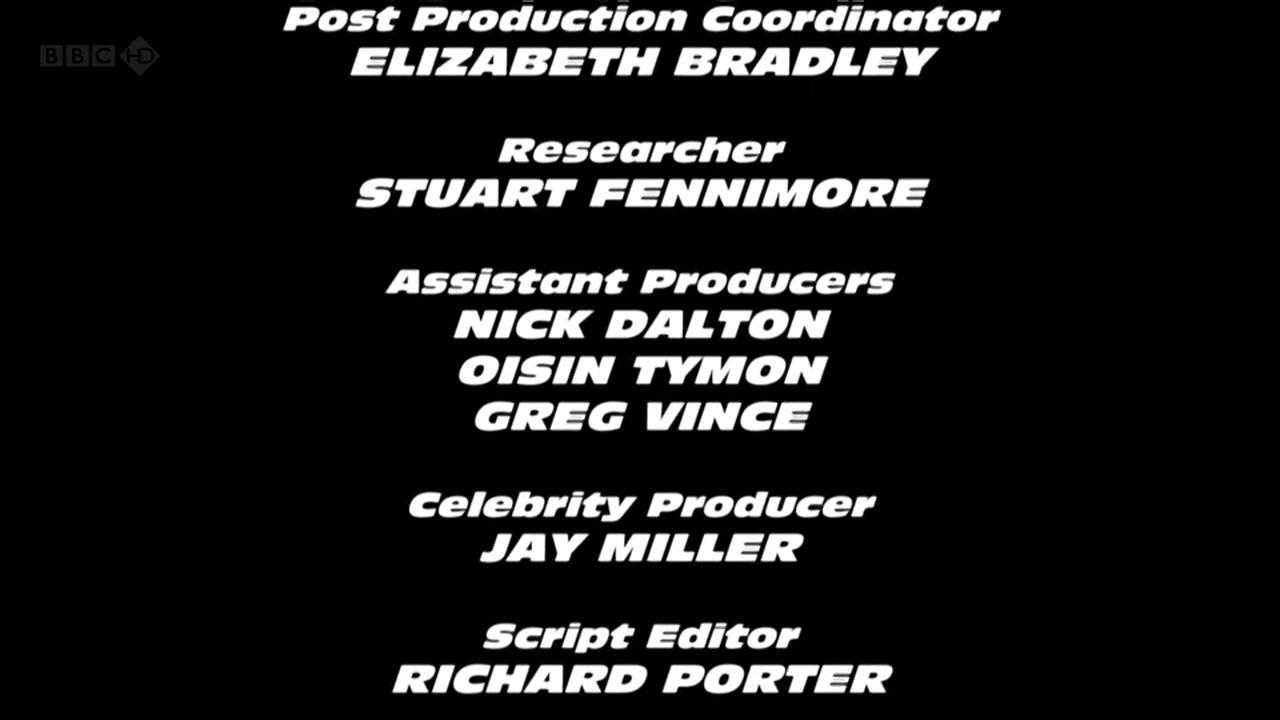 Post Production Coordinator
BBC HD
ELIZABETH BRADLEY
Researcher
STUART FENNIMORE
Assistant Producers
NICK DALTON
OISIN TYMON
GREG VINCE
Celebrity Producer
JAY MILLER
Script Editor
RICHARD PORTER